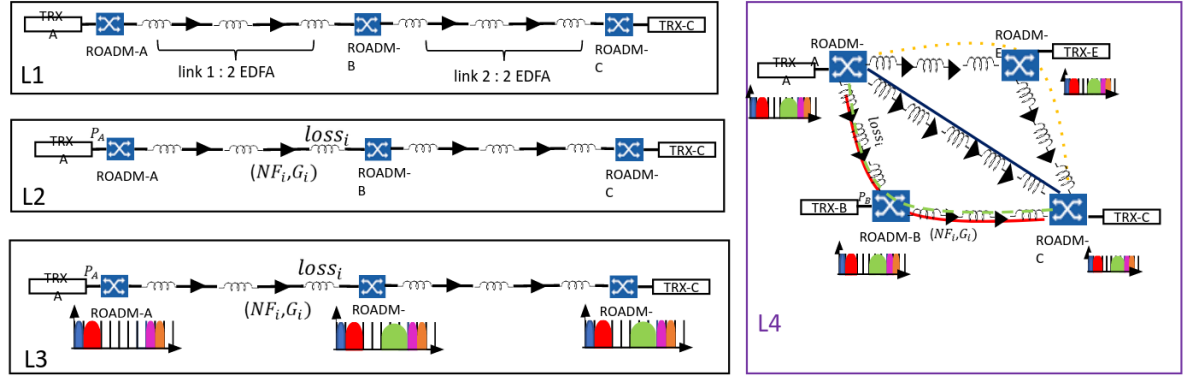 TRX
A
ROADM-A
ROADM-
B
ROADM-
C
TRX-C
link 1 : 2 EDFA
link 2 : 2 EDFA
L1
TRX
A
P_A
ROADM-A
loss_i
(NF_i,G_i)
ROADM-
B
ROADM-
C
TRX-C
L2
TRX
A
P_A
ROADM-A
loss_i
(NF_i,G_i)
ROADM-
ROADM-
TRX-C
L3
ROADM-
A
TRX
A
ROADM-
E
TRX-E
loss_i
TRX-B
P_B
ROADM-B
(NF_i,G_i)
ROADM-
C
TRX-C
L4